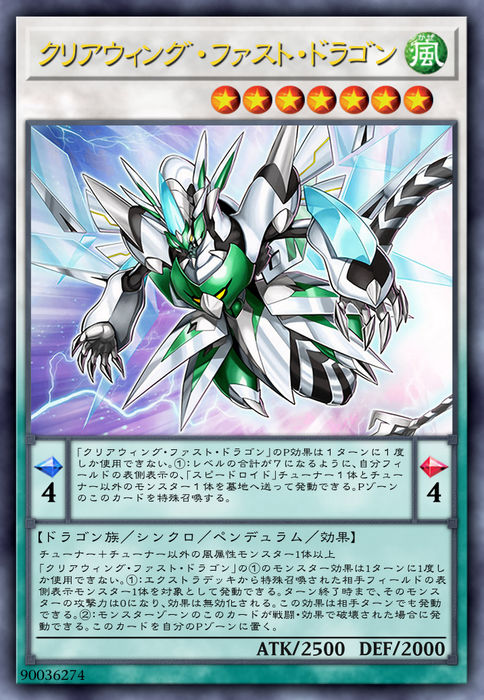 クリアウィング・ファスト・ドラゴン
かぜ
風
「クリアウィング・ファスト・ドラゴン」のP効果は1ターンに1度
しか使用できない。①:レベルの合計が7になるように、自分フィ
ールドの表側表示の、「スピードロイド」チューナー1体とチュー
ナー以外のモンスター1体を墓地へ送って発動できる。Pゾーン
のこのカードを特殊召喚する。
4
4
【ドラゴン族/シンクロ/ペンデュラム/効果】
チューナー+チューナー以外の風属性モンスター1体以上
「クリアウィング・ファスト・ドラゴン」の①のモンスター効果は1ターンに1度し
か使用できない。①:エクストラデッキから特殊召喚された相手フィールドの表
側表示モンスター1体を対象として発動できる。ターン終了時まで、そのモンス
ターの攻撃力は0になり、効果は無効化される。この効果は相手ターンでも発動
できる。②:モンスターゾーンのこのカードが戦闘・効果で破壊された場合に発
動できる。このカードを自分のPゾーンに置く。
ATK/2500 DEF/2000
90036274